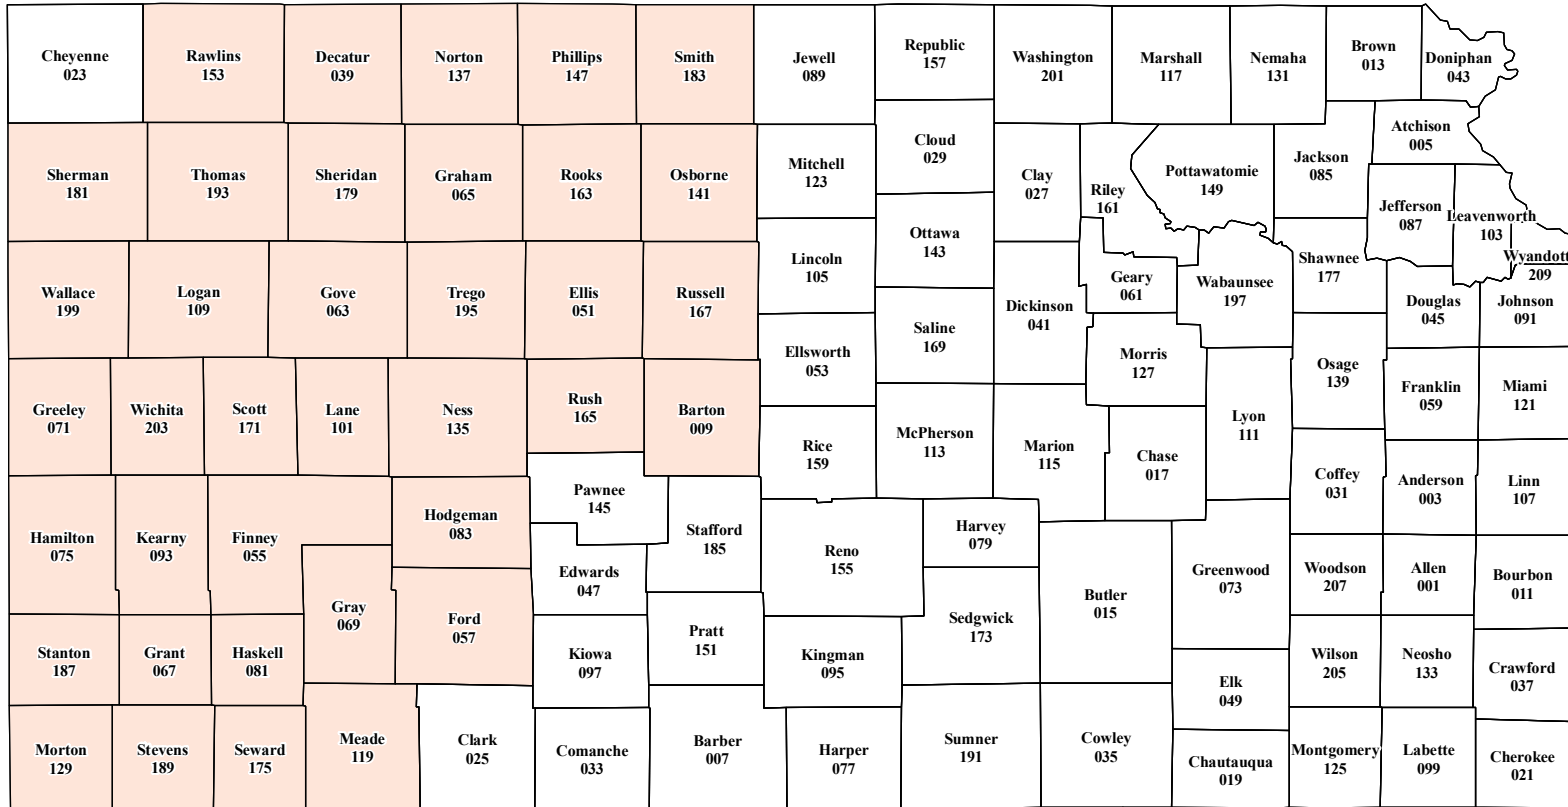 Cheyenne
023
Rawlins
153
Decatur
039
Norton
137
Phillips
147
Smith
183
Jewell
089
Republic
157
Washington
201
Marshall
117
Nemaha
131
Brown
013
Doniphan
043
Sherman
181
Thomas
193
Sheridan
179
Graham
065
Rooks
163
Osborne
141
Mitchell
123
Cloud
029
Clay
027
Riley
161
Pottawatomie
149
Jackson
085
Atchison
005
Jefferson
087
Leavenworth
103
Wyandott
209
Wallace
199
Logan
109
Gove
063
Trego
195
Ellis
051
Russell
167
Lincoln
105
Ottawa
143
Dickinson
041
Geary
061
Wabaunsee
197
Shawnee
177
Douglas
045
Johnson
091
Greeley
071
Wichita
203
Scott
171
Lane
101
Ness
135
Rush
165
Barton
009
Ellsworth
053
Saline
169
Morris
127
Osage
139
Franklin
059
Miami
121
Rice
159
McPherson
113
Marion
115
Chase
017
Lyon
111
Coffey
031
Anderson
003
Linn
107
Hamilton
075
Kearny
093
Finney
055
Hodgeman
083
Pawnee
145
Stafford
185
Edwards
047
Reno
155
Harvey
079
Butler
015
Greenwood
073
Woodson
207
Allen
001
Bourbon
011
Gray
069
Ford
057
Stanton
187
Grant
067
Haskell
081
Kiowa
097
Pratt
151
Kingman
095
Sedgwick
173
Elk
049
Wilson
205
Neosho
133
Crawford
037
Morton
129
Stevens
189
Seward
175
Meade
119
Clark
025
Comanche
033
Barber
007
Harper
077
Sumner
191
Cowley
035
Chautauqua
019
Montgomery
125
Labette
099
Cherokee
021